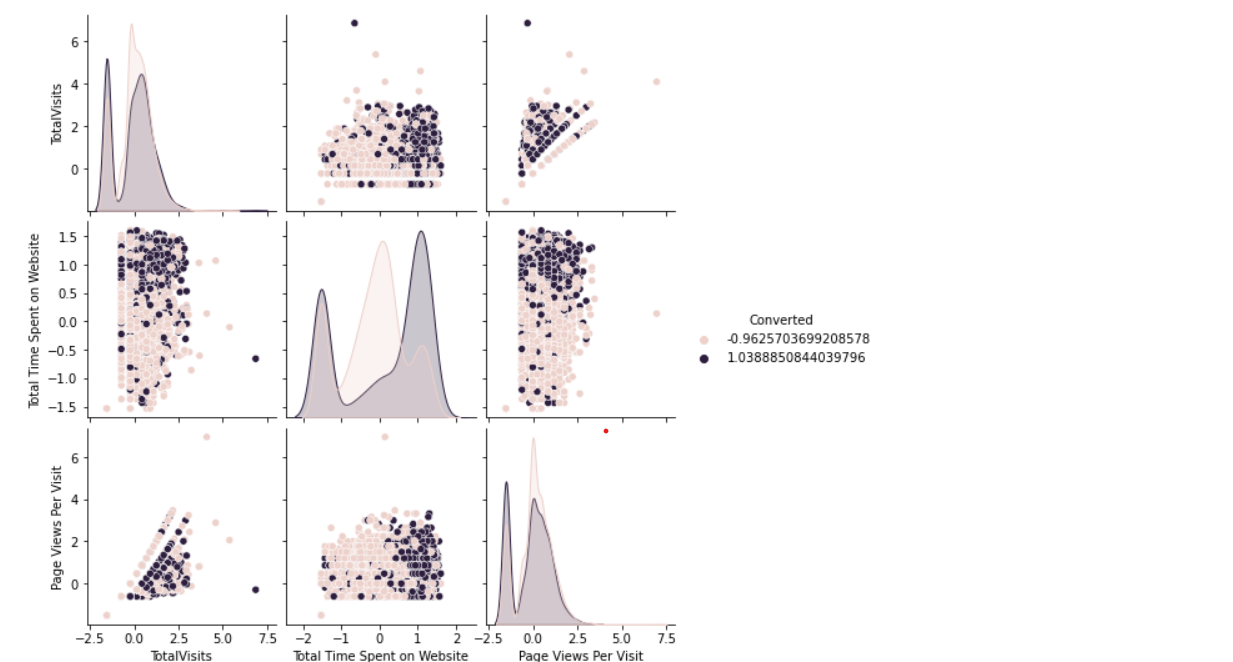 TotalVisits
6
4
2
0
Total Time Spent on Website
1.5
1.0
0.5
0.0
−0.5
−1.0
−1.5
Converted
-0.9625703699208578
1.0388850844039796
Page Views Per Visit
6
4
2
0
−2.5 0.0 2.5 5.0 7.5
−2 −1 0 1 2
−2.5 0.0 2.5 5.0 7.5
TotalVisits
Total Time Spent on Website
Page Views Per Visit